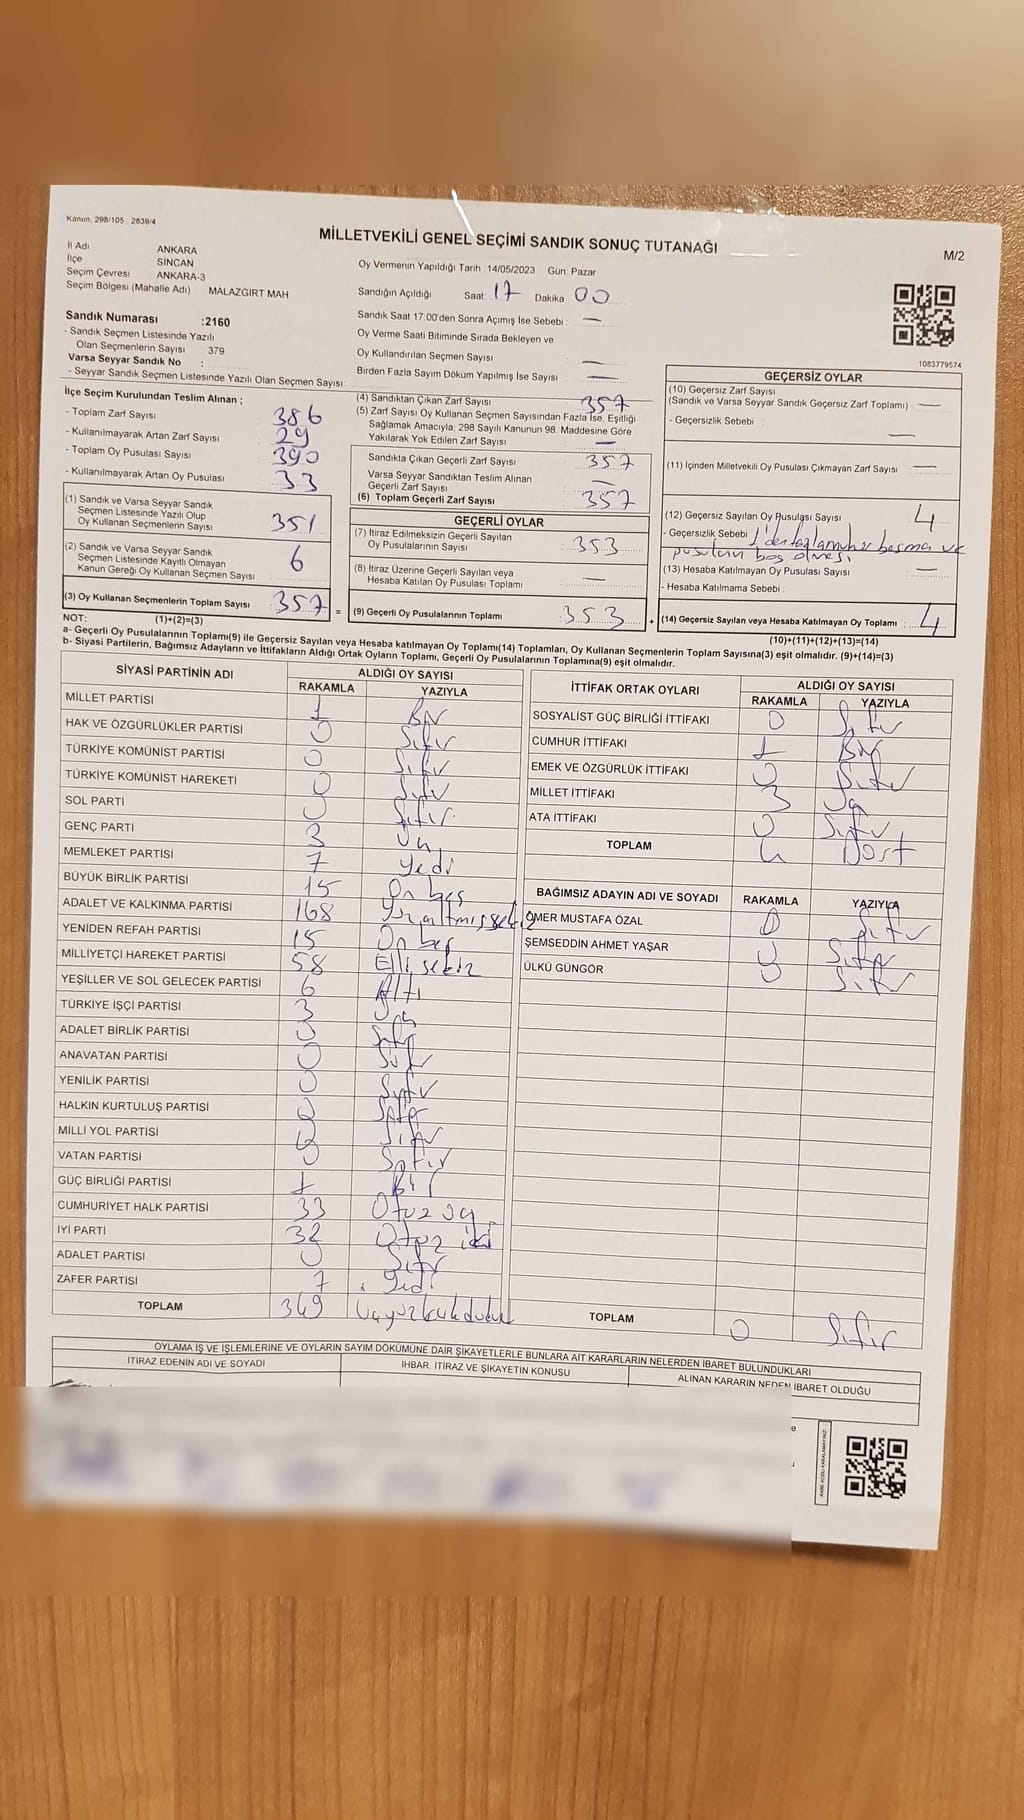 Kanun: 298/105 2839/4
MİLLETVEKİLİ GENEL SEÇİMİ SANDIK SONUÇ TUTANAĞI
M/2
İl Adı ANKARA
İlçe SİNCAN
Seçim Çevresi ANKARA-3
Seçim Bölgesi (Mahalle Adı) : MALAZGİRT MAH
Sandık Numarası :2160
- Sandık Seçmen Listesinde Yazılı
Olan Seçmenlerin Sayısı : 379
Varsa Seyyar Sandık No :
- Seyyar Sandık Seçmen Listesinde Yazılı Olan Seçmen Sayısı :
Oy Vermenin Yapıldığı Tarih : 14/05/2023 Gün: Pazar
Sandığın Açıldığı Saat: 17 Dakika 00
Sandık Saat 17:00'den Sonra Açımış İse Sebebi : —
Oy Verme Saati Bitiminde Sırada Bekleyen ve
Oy Kullandırılan Seçmen Sayısı —
Birden Fazla Sayım Döküm Yapılmış İse Sayısı —
1083779574
İlçe Seçim Kurulundan Teslim Alınan ;
- Toplam Zarf Sayısı : 386
- Kullanılmayarak Artan Zarf Sayısı : 29
- Toplam Oy Pusulası Sayısı : 390
- Kullanılmayarak Artan Oy Pusulası : 33
(1) Sandık ve Varsa Seyyar Sandık
Seçmen Listesinde Yazılı Olup
Oy Kullanan Seçmenlerin Sayısı : 351
(2) Sandık ve Varsa Seyyar Sandık
Seçmen Listesinde Kayıtlı Olmayan
Kanun Gereği Oy Kullanan Seçmen Sayısı : 6
(3) Oy Kullanan Seçmenlerin Toplam Sayısı : 357 =
(1)+(2)=(3)
(4) Sandıktan Çıkan Zarf Sayısı : 357
(5) Zarf Sayısı Oy Kullanan Seçmen Sayısından Fazla İse, Eşitliği
Sağlamak Amacıyla; 298 Sayılı Kanunun 98. Maddesine Göre
Yakılarak Yok Edilen Zarf Sayısı : —
Sandıkta Çıkan Geçerli Zarf Sayısı : 357
Varsa Seyyar Sandıktan Teslim Alınan
Geçerli Zarf Sayısı : —
(6) Toplam Geçerli Zarf Sayısı : 357
GEÇERLİ OYLAR
(7) İtiraz Edilmeksizin Geçerli Sayılan
Oy Pusulalarının Sayısı : 353
(8) İtiraz Üzerine Geçerli Sayılan veya
Hesaba Katılan Oy Pusulası Toplamı : —
(9) Geçerli Oy Pusulalarının Toplamı : 353 +
GEÇERSİZ OYLAR
(10) Geçersiz Zarf Sayısı
(Sandık ve Varsa Seyyar Sandık Geçersiz Zarf Toplamı) : —
- Geçersizlik Sebebi : —
(11) İçinden Milletvekili Oy Pusulası Çıkmayan Zarf Sayısı : —
(12) Geçersiz Sayılan Oy Pusulası Sayısı : 4
- Geçersizlik Sebebi : 1'den fazla mühür basma ve
pusulanın boş olması
(13) Hesaba Katılmayan Oy Pusulası Sayısı : —
- Hesaba Katılmama Sebebi :
(14) Geçersiz Sayılan veya Hesaba Katılmayan Oy Toplamı : 4
(10)+(11)+(12)+(13)=(14)
NOT:
a- Geçerli Oy Pusulalarının Toplamı(9) ile Geçersiz Sayılan veya Hesaba katılmayan Oy Toplamı(14) Toplamları, Oy Kullanan Seçmenlerin Toplam Sayısına(3) eşit olmalıdır. (9)+(14)=(3)
b- Siyasi Partilerin, Bağımsız Adayların ve İttifakların Aldığı Ortak Oyların Toplamı, Geçerli Oy Pusulalarının Toplamına(9) eşit olmalıdır.
SİYASİ PARTİNİN ADI ALDIĞI OY SAYISI
RAKAMLA YAZIYLA
MİLLET PARTİSİ 1 Bir
HAK VE ÖZGÜRLÜKLER PARTİSİ 0 Sıfır
TÜRKİYE KOMÜNİST PARTİSİ 0 Sıfır
TÜRKİYE KOMÜNİST HAREKETİ 0 Sıfır
SOL PARTİ 0 Sıfır
GENÇ PARTİ 3 Üç
MEMLEKET PARTİSİ 7 Yedi
BÜYÜK BİRLİK PARTİSİ 15 On beş
ADALET VE KALKINMA PARTİSİ 168 Yüzaltmışsekiz
YENİDEN REFAH PARTİSİ 15 On beş
MİLLİYETÇİ HAREKET PARTİSİ 58 Elli sekiz
YEŞİLLER VE SOL GELECEK PARTİSİ 6 Altı
TÜRKİYE İŞÇİ PARTİSİ 3 Üç
ADALET BİRLİK PARTİSİ 0 Sıfır
ANAVATAN PARTİSİ 0 Sıfır
YENİLİK PARTİSİ 0 Sıfır
HALKIN KURTULUŞ PARTİSİ 0 Sıfır
MİLLİ YOL PARTİSİ 0 Sıfır
VATAN PARTİSİ 0 Sıfır
GÜÇ BİRLİĞİ PARTİSİ 1 Bir
CUMHURİYET HALK PARTİSİ 33 Otuz üç
İYİ PARTİ 32 Otuz iki
ADALET PARTİSİ 0 Sıfır
ZAFER PARTİSİ 7 Yedi
TOPLAM 349 Üçyüzkırkdokuz
İTTİFAK ORTAK OYLARI ALDIĞI OY SAYISI
RAKAMLA YAZIYLA
SOSYALİST GÜÇ BİRLİĞİ İTTİFAKI 0 Sıfır
CUMHUR İTTİFAKI 1 Bir
EMEK VE ÖZGÜRLÜK İTTİFAKI 0 Sıfır
MİLLET İTTİFAKI 3 Üç
ATA İTTİFAKI 0 Sıfır
TOPLAM 4 Dört
BAĞIMSIZ ADAYIN ADI VE SOYADI RAKAMLA YAZIYLA
ÖMER MUSTAFA ÖZAL 0 Sıfır
ŞEMSEDDİN AHMET YAŞAR 0 Sıfır
ÜLKÜ GÜNGÖR 0 Sıfır
TOPLAM 0 Sıfır
OYLAMA İŞ VE İŞLEMLERİNE VE OYLARIN SAYIM DÖKÜMÜNE DAİR ŞİKAYETLERLE BUNLARA AİT KARARLARIN NELERDEN İBARET BULUNDUKLARI
İTİRAZ EDENİN ADI VE SOYADI İHBAR, İTİRAZ VE ŞİKAYETİN KONUSU ALINAN KARARIN NEDEN İBARET OLDUĞU